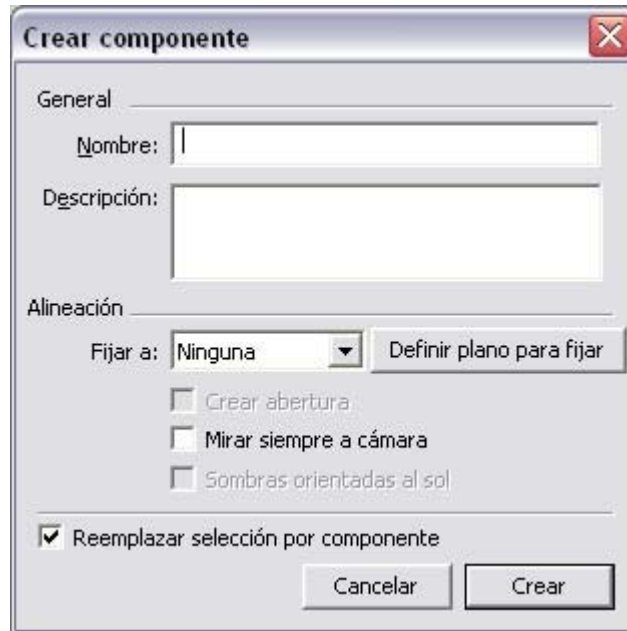 Crear componente
General
Nombre:
Descripción:
Alineación
Fijar a: Ninguna Definir plano para fijar
Crear abertura
Mirar siempre a cámara
Sombras orientadas al sol
Reemplazar selección por componente
Cancelar Crear